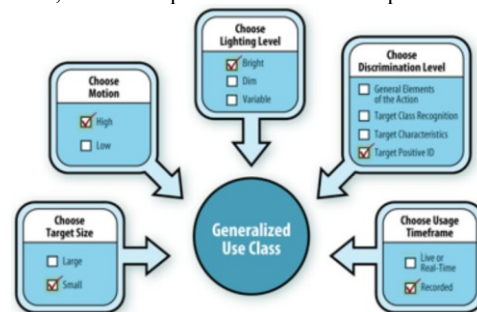 Choose
Lighting Level
Bright
Dim
Variable
Choose
Motion
High
Low
Choose
Discrimination Level
General Elements
of the Action
Target Class Recognition
Target Characteristics
Target Positive ID
Choose
Target Size
Large
Small
Generalized
Use Class
Choose Usage
Timeframe
Live or
Real-Time
Recorded